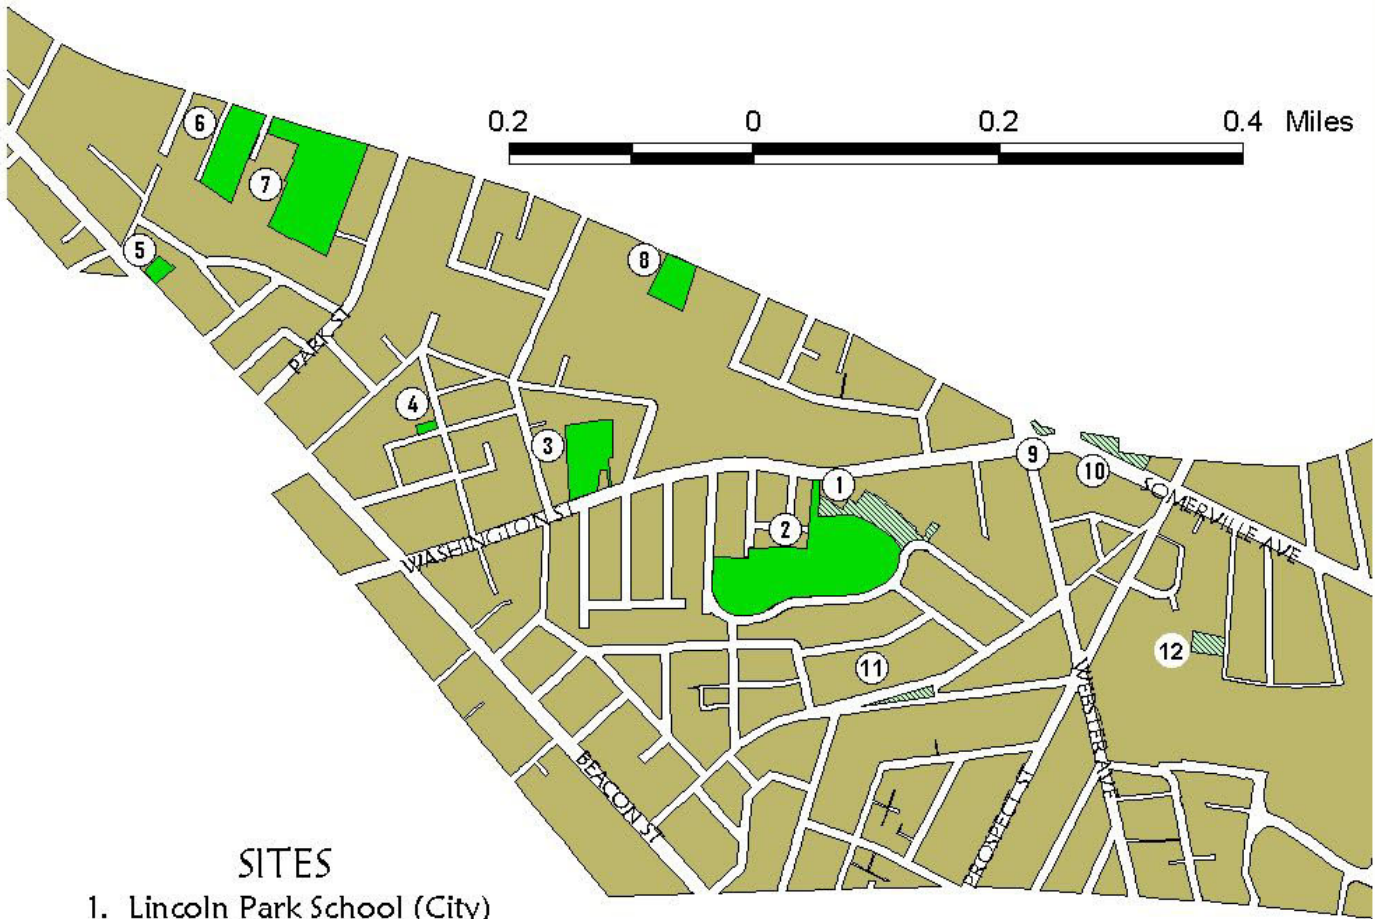 0.2 0 0.2 0.4 Miles
6
7
5
8
PARK ST
4
3
9
10
1
SOMERVILLE AVE
2
WASHINGTON ST
12
11
WEBSTER AVE
BEACON ST
PROSPECT ST
SITES
1. Lincoln Park School (City)